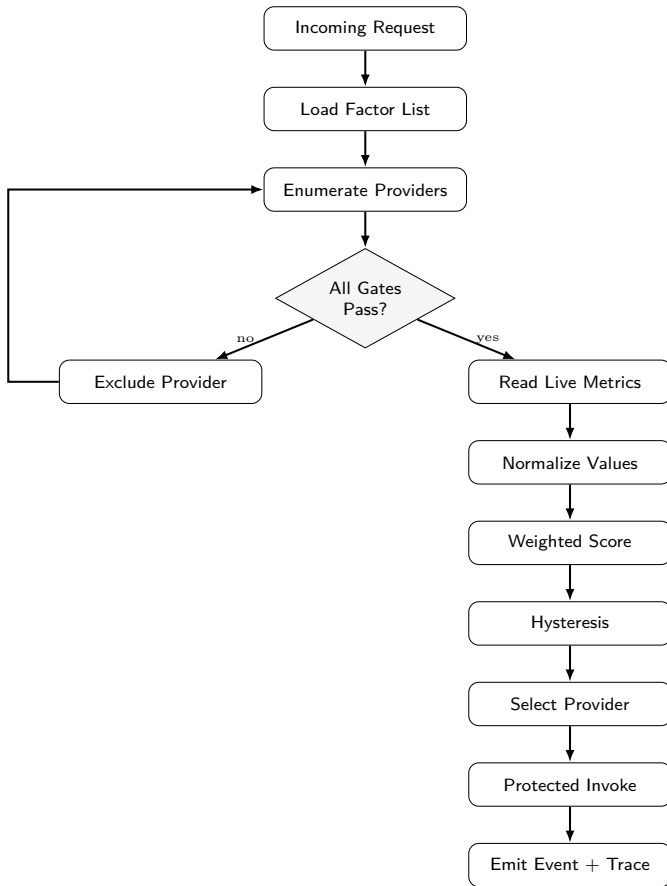 Incoming Request
Load Factor List
Enumerate Providers
All Gates
Pass?
no
yes
Exclude Provider
Read Live Metrics
Normalize Values
Weighted Score
Hysteresis
Select Provider
Protected Invoke
Emit Event + Trace